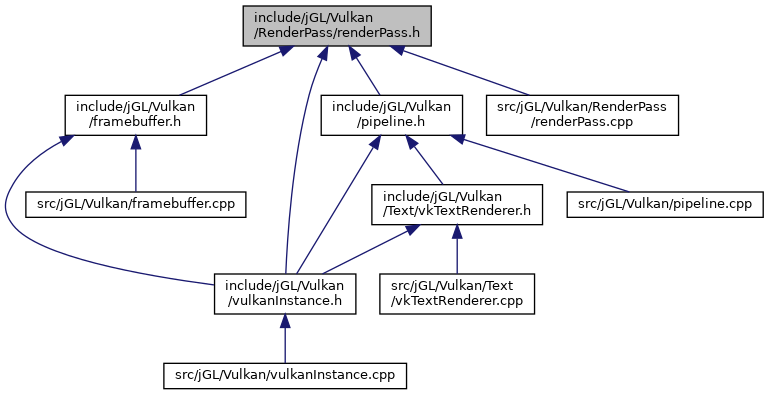 include/jGL/Vulkan
/RenderPass/renderPass.h
include/jGL/Vulkan
/framebuffer.h
include/jGL/Vulkan
/pipeline.h
src/jGL/Vulkan/RenderPass
/renderPass.cpp
src/jGL/Vulkan/framebuffer.cpp
include/jGL/Vulkan
/Text/vkTextRenderer.h
src/jGL/Vulkan/pipeline.cpp
include/jGL/Vulkan
/vulkanInstance.h
src/jGL/Vulkan/Text
/vkTextRenderer.cpp
src/jGL/Vulkan/vulkanInstance.cpp